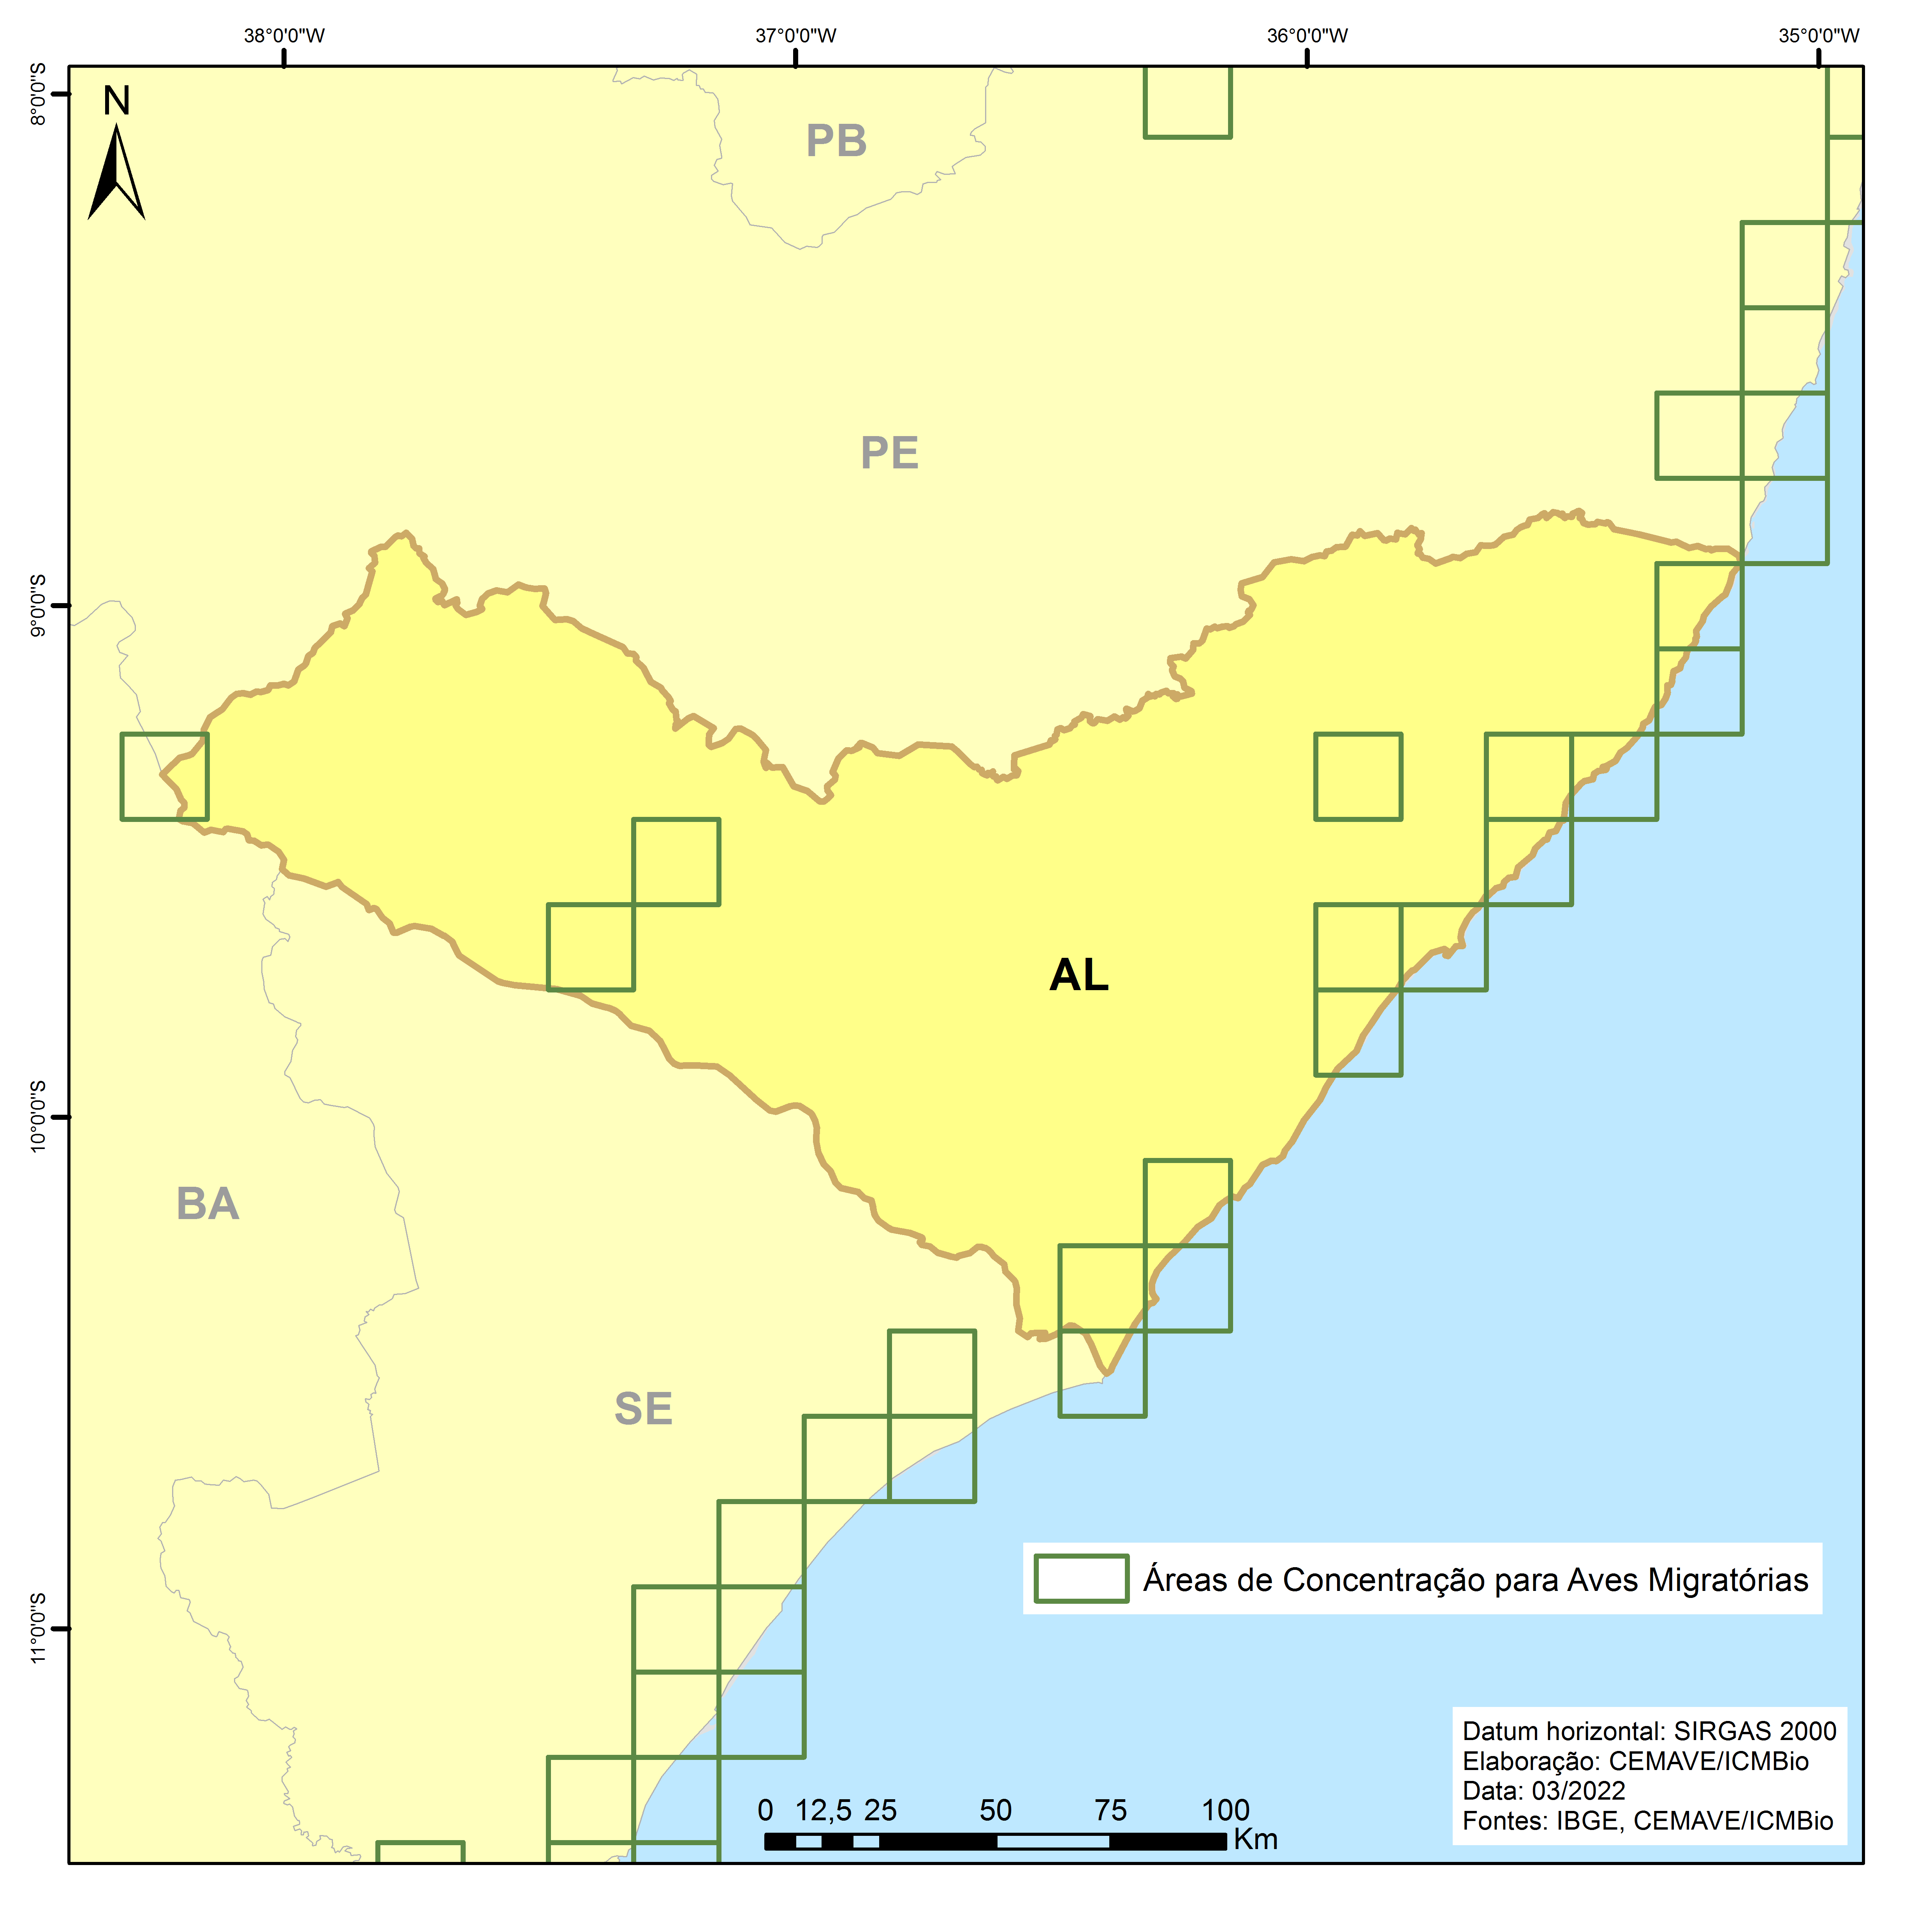 38°0'0"W
37°0'0"W
36°0'0"W
35°0'0"W
8°0'0"S
9°0'0"S
10°0'0"S
11°0'0"S
N
PB
PE
AL
BA
SE
Áreas de Concentração para Aves Migratórias
Datum horizontal: SIRGAS 2000
Elaboração: CEMAVE/ICMBio
Data: 03/2022
Fontes: IBGE, CEMAVE/ICMBio
0 12,5 25 50 75 100
Km